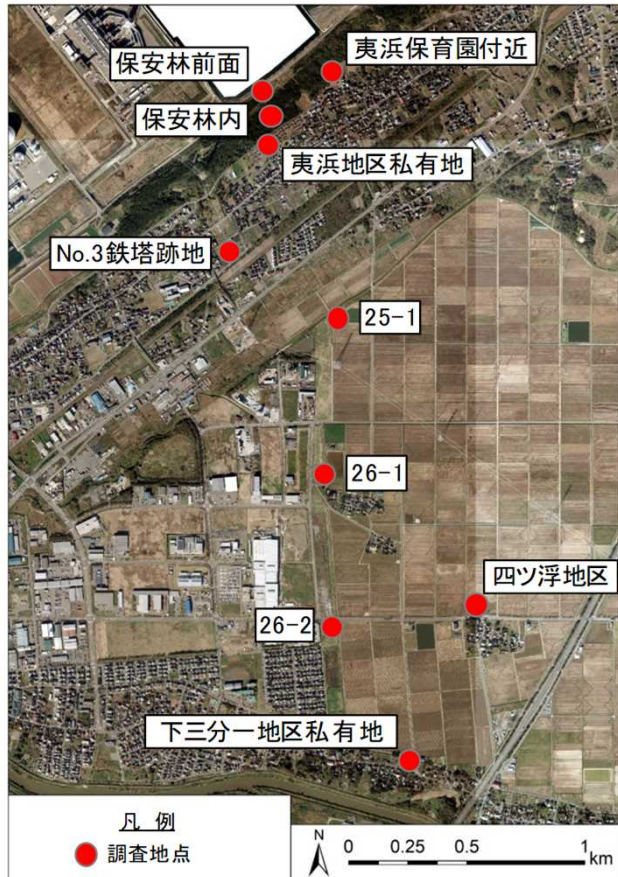 夷浜保育園付近
保安林前面
保安林内
夷浜地区私有地
No.3鉄塔跡地
25-1
26-1
四ツ浮地区
26-2
下三分一地区私有地
凡 例
調査地点
N
0 0.25 0.5 1
km